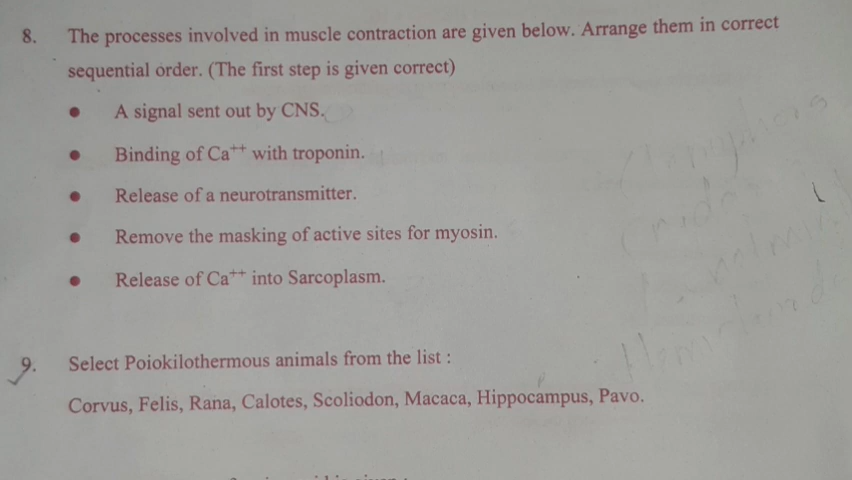 8. The processes involved in muscle contraction are given below. Arrange them in correct
sequential order. (The first step is given correct)
• A signal sent out by CNS.
• Binding of Ca⁺⁺ with troponin.
• Release of a neurotransmitter.
• Remove the masking of active sites for myosin.
• Release of Ca⁺⁺ into Sarcoplasm.
9. Select Poiokilothermous animals from the list :
Corvus, Felis, Rana, Calotes, Scoliodon, Macaca, Hippocampus, Pavo.